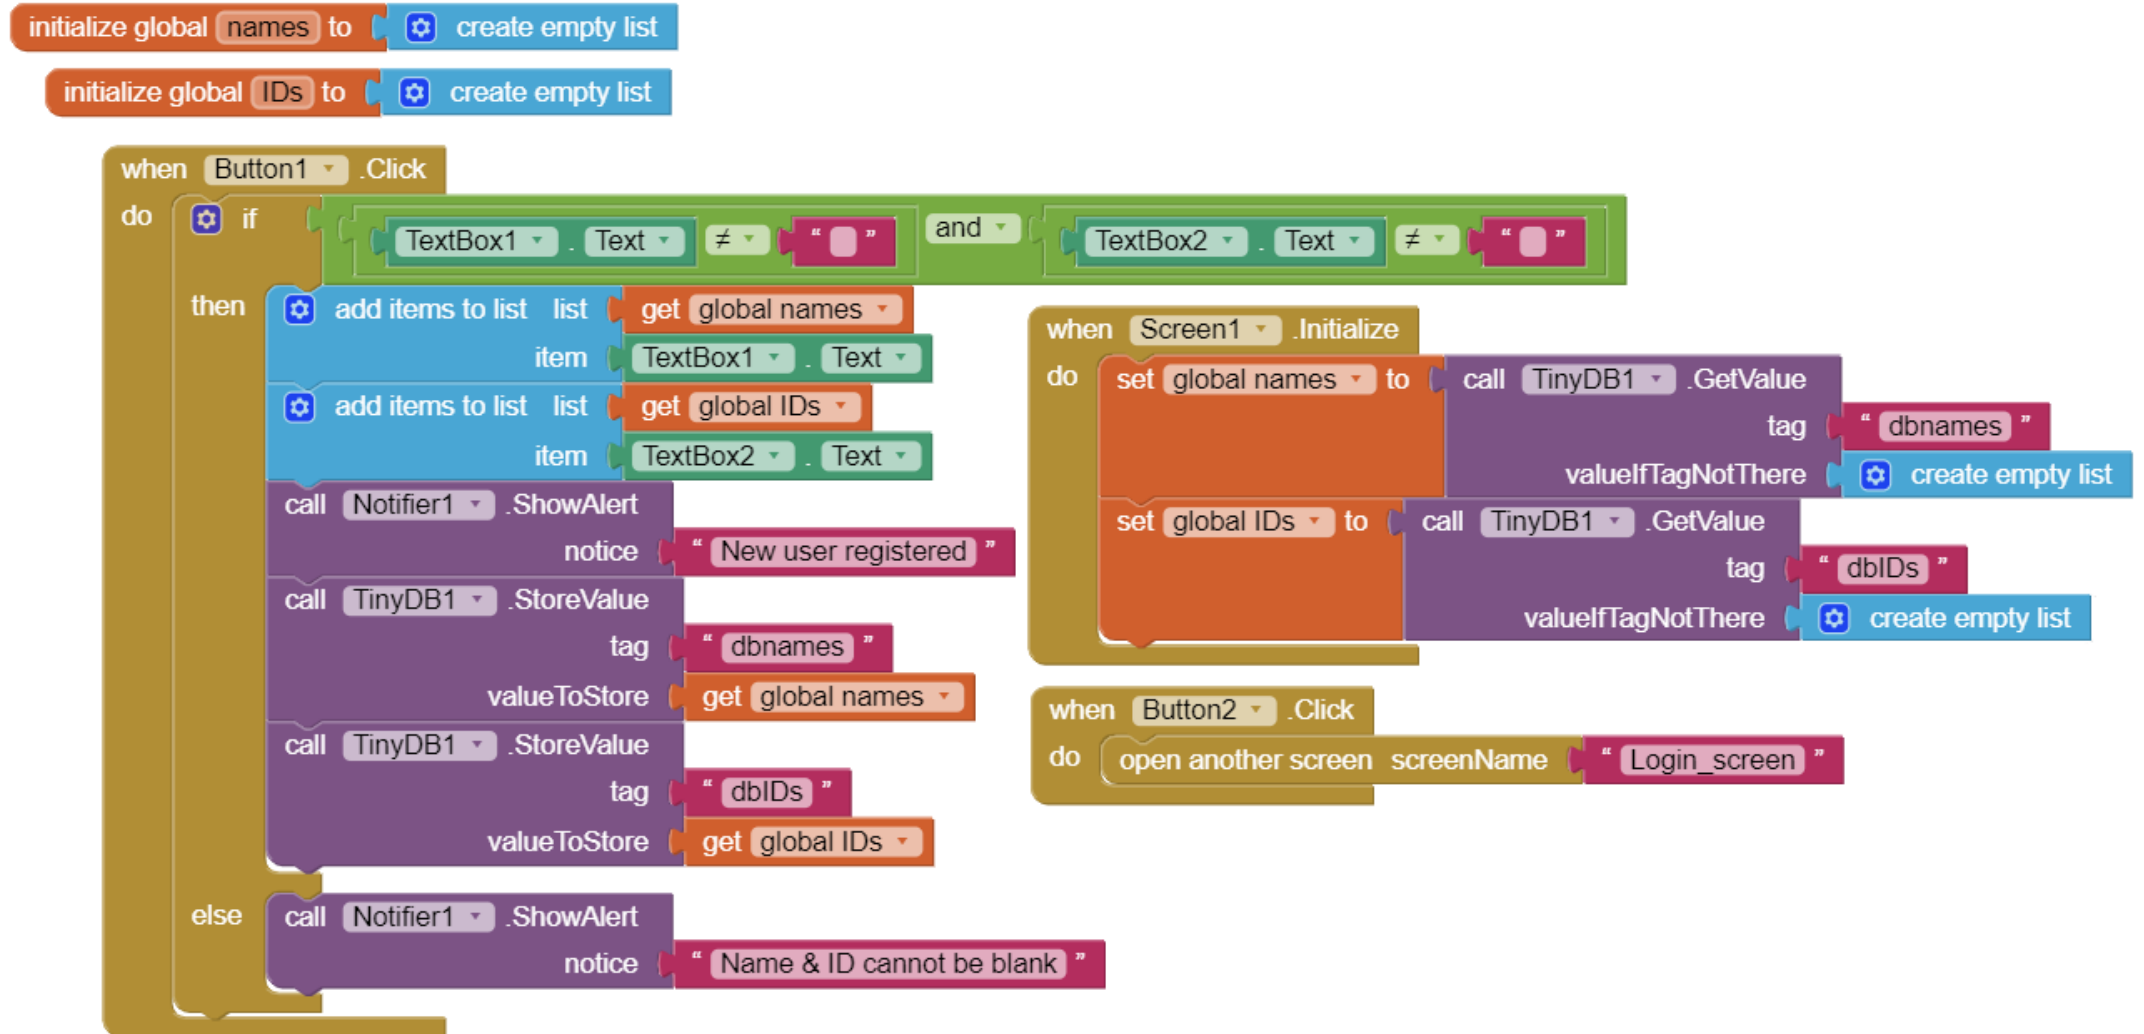 initialize global names to create empty list
initialize global IDs to create empty list
when Button1 .Click
do if TextBox1 . Text ≠ “ ” and TextBox2 . Text ≠ “ ”
then add items to list list get global names
item TextBox1 . Text
add items to list list get global IDs
item TextBox2 . Text
call Notifier1 .ShowAlert
notice “ New user registered ”
call TinyDB1 .StoreValue
tag “ dbnames ”
valueToStore get global names
call TinyDB1 .StoreValue
tag “ dbIDs ”
valueToStore get global IDs
else call Notifier1 .ShowAlert
notice “ Name & ID cannot be blank ”
when Screen1 .Initialize
do set global names to call TinyDB1 .GetValue
tag “ dbnames ”
valueIfTagNotThere create empty list
set global IDs to call TinyDB1 .GetValue
tag “ dbIDs ”
valueIfTagNotThere create empty list
when Button2 .Click
do open another screen screenName “ Login_screen ”